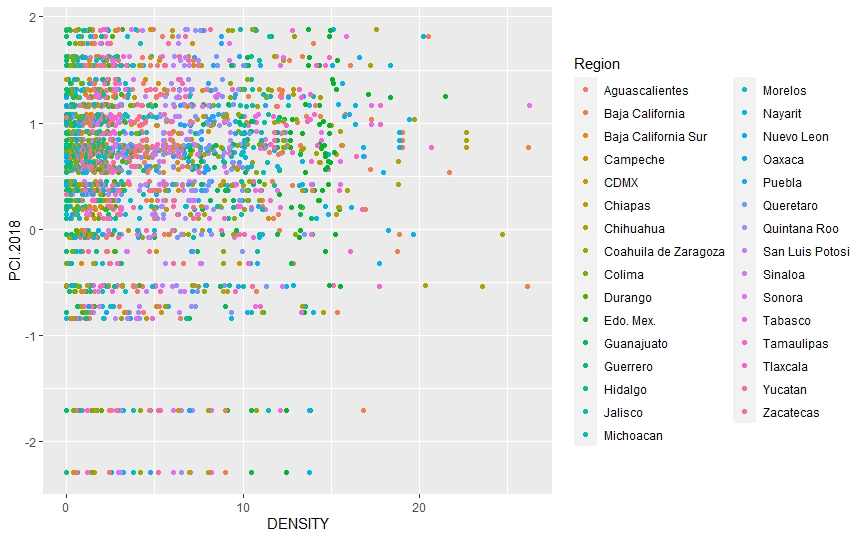 2
1
0
-1
-2
PCI.2018
0
10
20
DENSITY
Region
Aguascalientes
Baja California
Baja California Sur
Campeche
CDMX
Chiapas
Chihuahua
Coahuila de Zaragoza
Colima
Durango
Edo. Mex.
Guanajuato
Guerrero
Hidalgo
Jalisco
Michoacan
Morelos
Nayarit
Nuevo Leon
Oaxaca
Puebla
Queretaro
Quintana Roo
San Luis Potosi
Sinaloa
Sonora
Tabasco
Tamaulipas
Tlaxcala
Yucatan
Zacatecas